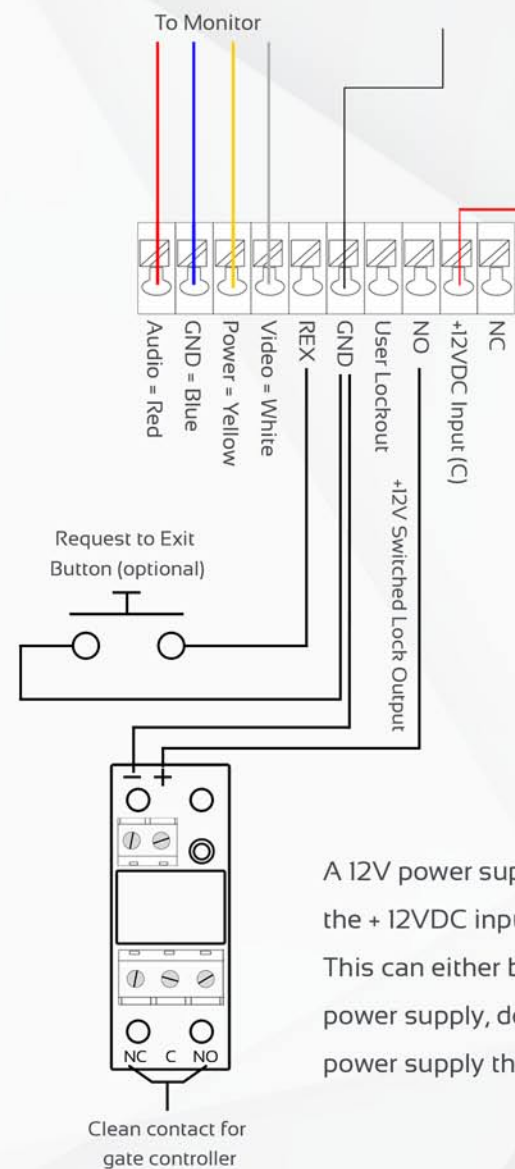 To Monitor
Audio = Red
GND = Blue
Power = Yellow
Video = White
REX
GND
User Lockout
NO
+12VDC Input (C)
NC
+12V Switched Lock Output
Request to Exit
Button (optional)
- +
NC C NO
Clean contact for
gate controller
A 12V power sup
the + 12VDC inpu
This can either b
power supply, de
power supply th